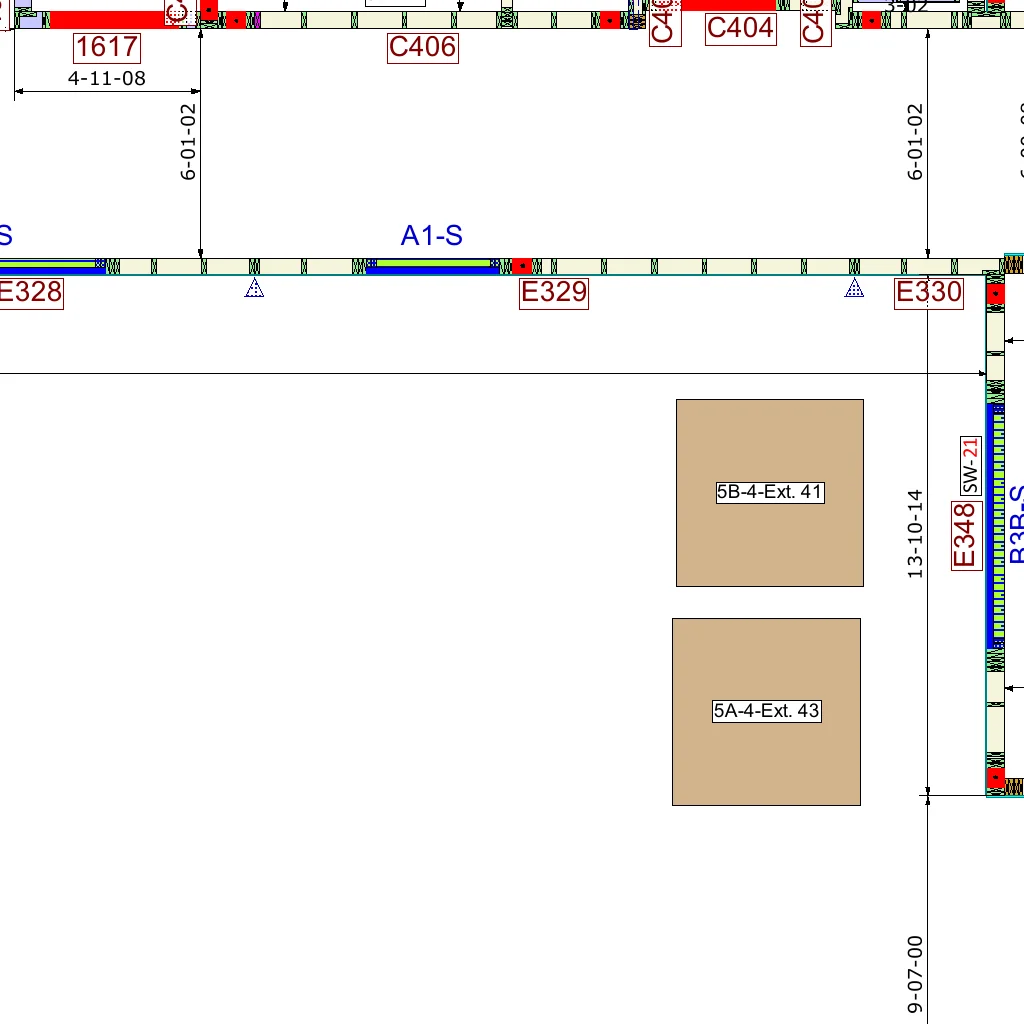 1617
C406
C404
4-11-08
6-01-02
6-01-02
A1-S
S
E328
E329
E330
5B-4-Ext. 41
SW-21
E348
B3B-S
13-10-14
5A-4-Ext. 43
9-07-00